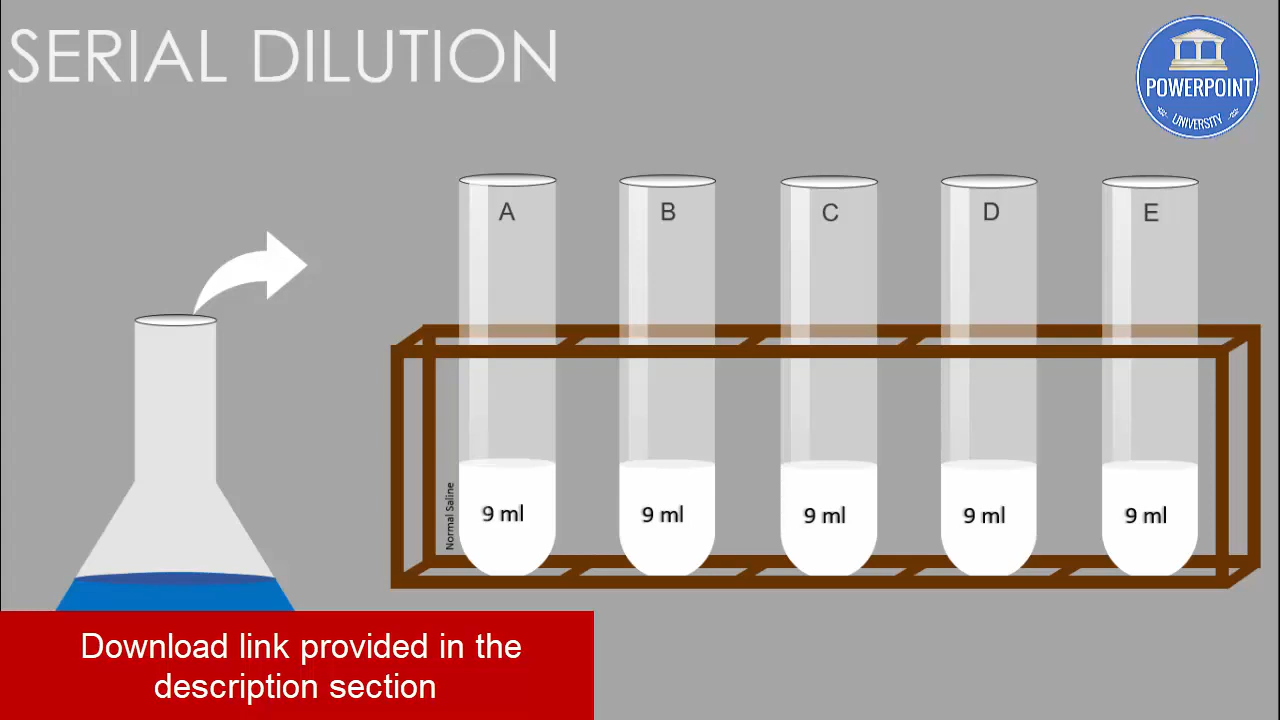 SERIAL DILUTION
POWERPOINT
UNIVERSITY
A B C D E
Normal Saline
9 ml 9 ml 9 ml 9 ml 9 ml
Download link provided in the
description section